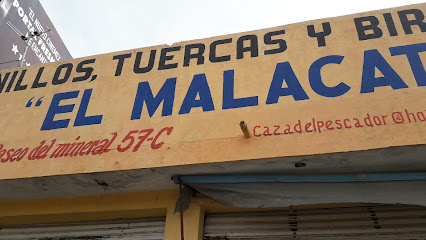 NILLOS, TUERCAS Y BIR
"EL MALACAT
Paseo del mineral 57-C
cazadelpescador@ho